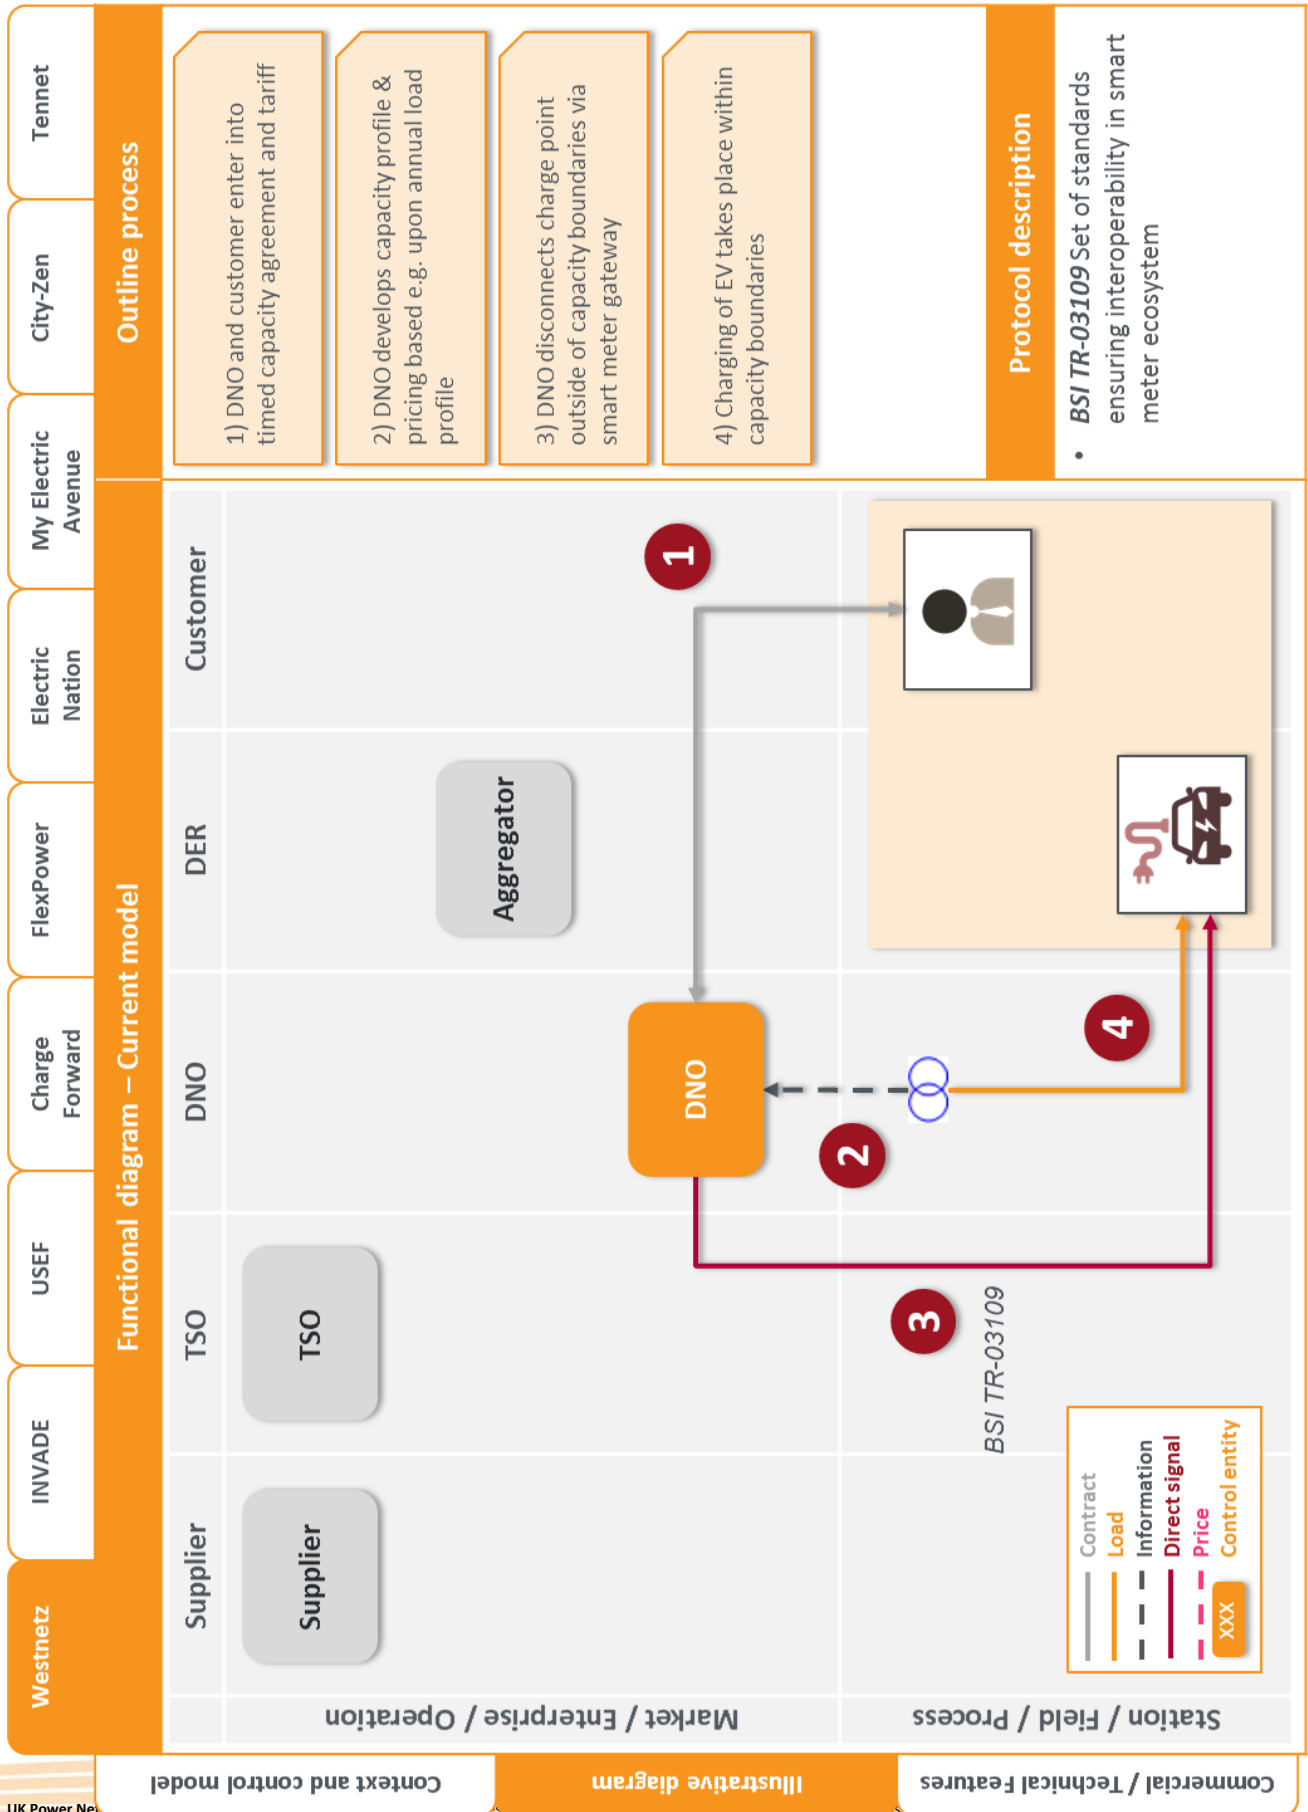 Westnetz
INVADE
USEF
Charge
Forward
FlexPower
Electric
Nation
My Electric
Avenue
City-Zen
Tennet
Functional diagram – Current model
Outline process
Supplier
TSO
DNO
DER
Customer
Supplier
TSO
Aggregator
DNO
1
2
3
4
BSI TR-03109
Contract
Load
Information
Direct signal
Price
XXX
Control entity
1) DNO and customer enter into
timed capacity agreement and tariff
2) DNO develops capacity profile &
pricing based e.g. upon annual load
profile
3) DNO disconnects charge point
outside of capacity boundaries via
smart meter gateway
4) Charging of EV takes place within
capacity boundaries
Protocol description
• BSI TR-03109 Set of standards
ensuring interoperability in smart
meter ecosystem
Market / Enterprise / Operation
Station / Field / Process
Context and control model
Illustrative diagram
Commercial / Technical Features
UK Power